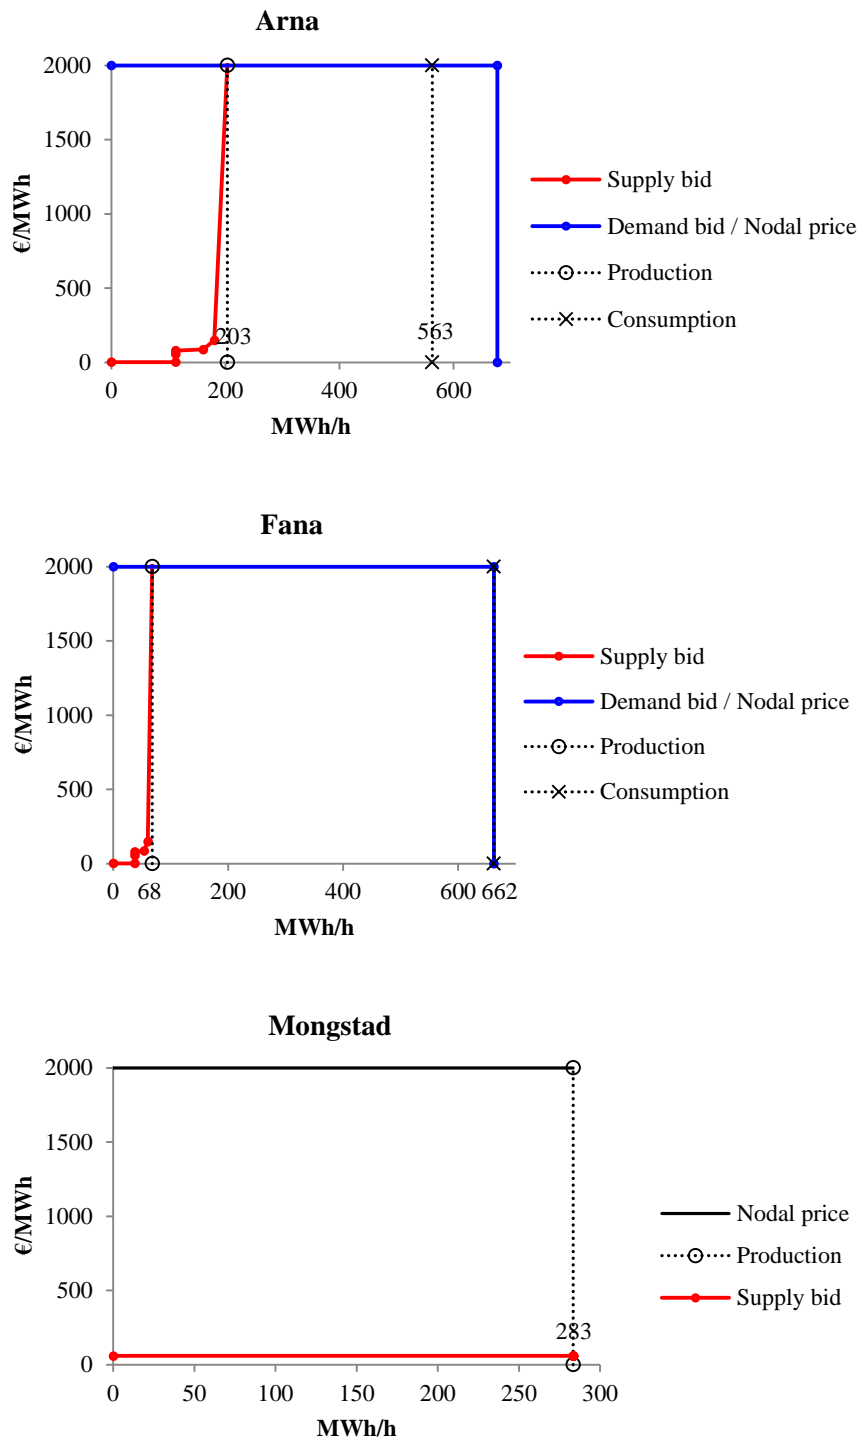 Arna
2000
1500
1000
500
0
€/MWh
203
563
0 200 400 600
MWh/h
Supply bid
Demand bid / Nodal price
Production
Consumption
Fana
2000
1500
1000
500
0
€/MWh
0 68 200 400 600 662
MWh/h
Supply bid
Demand bid / Nodal price
Production
Consumption
Mongstad
2000
1500
1000
500
0
€/MWh
283
0 50 100 150 200 250 300
MWh/h
Nodal price
Production
Supply bid